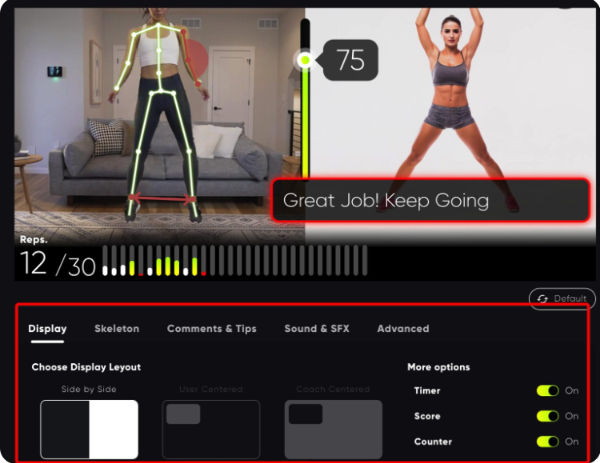 75
Great Job! Keep Going
Reps.
12 /30
Default
Display Skeleton Comments & Tips Sound & SFX Advanced
Choose Display Leyout
More options
Side by Side User Centered Coach Centered
Timer On
Score On
Counter On